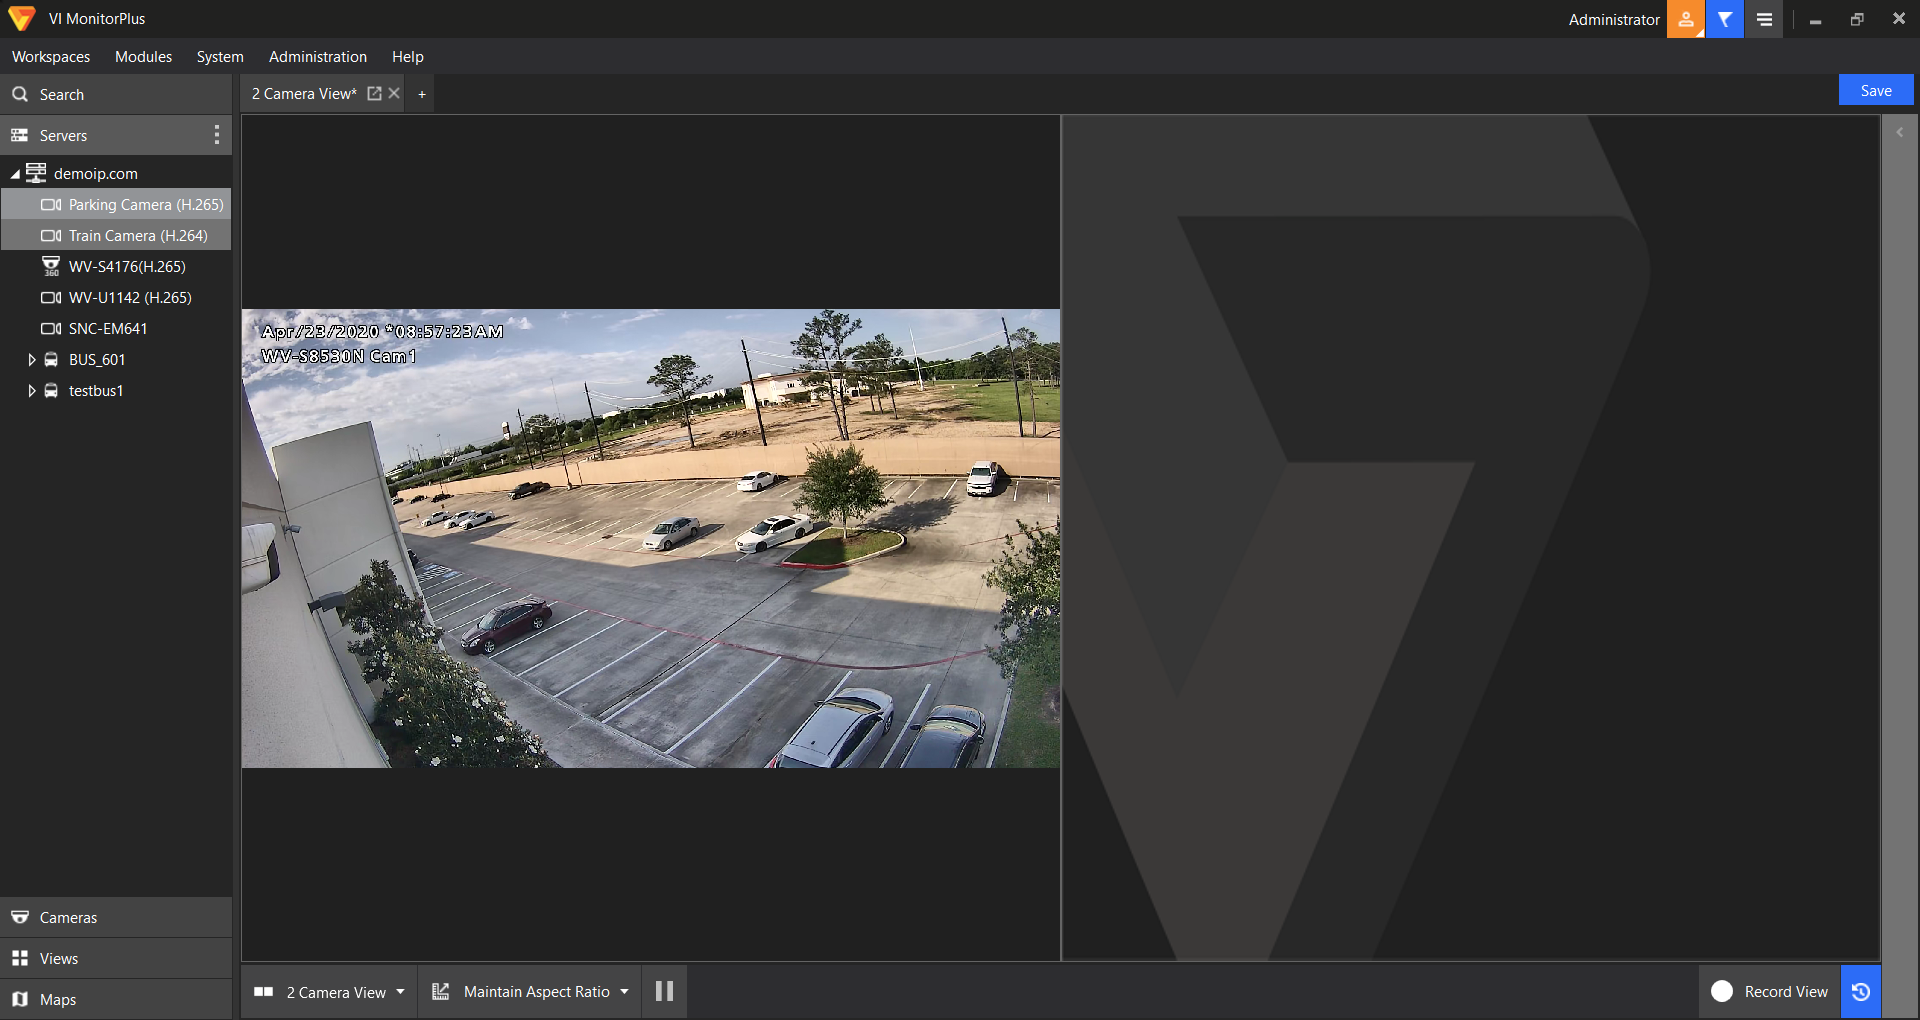 VI MonitorPlus
Administrator
Workspaces Modules System Administration Help
Search
2 Camera View* +
Save
Servers
demoip.com
Parking Camera (H.265)
Train Camera (H.264)
360 WV-S4176(H.265)
WV-U1142 (H.265)
SNC-EM641
BUS_601
testbus1
Apr/23/2020 *08:57:23AM
WV-S8530N Cam1
Cameras
Views
Maps
2 Camera View
Maintain Aspect Ratio
Record View